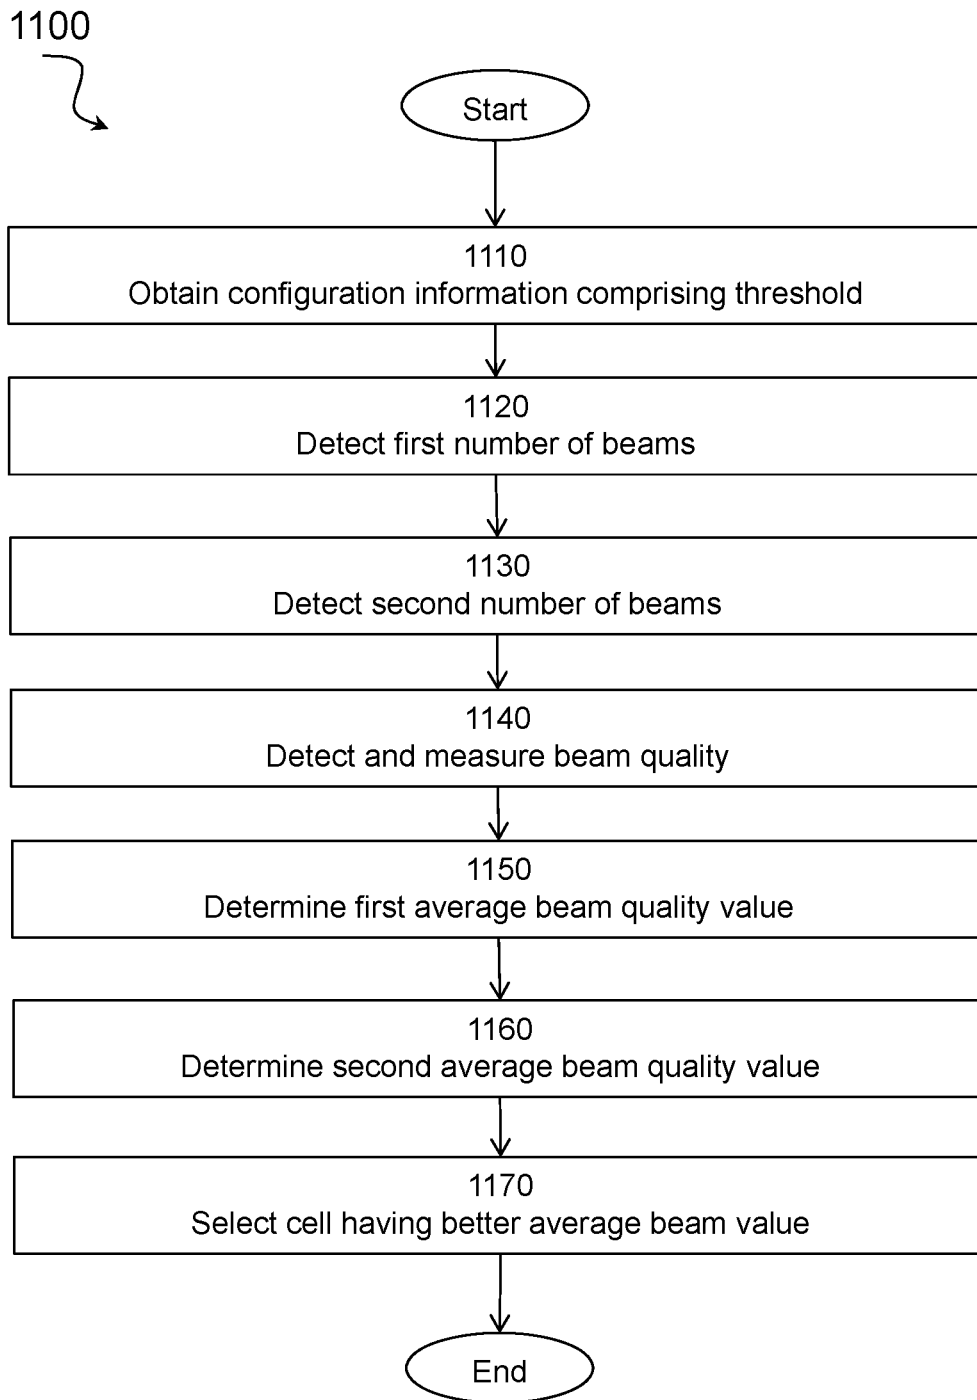 1100
Start
1110
Obtain configuration information comprising threshold
1120
Detect first number of beams
1130
Detect second number of beams
1140
Detect and measure beam quality
1150
Determine first average beam quality value
1160
Determine second average beam quality value
1170
Select cell having better average beam value
End